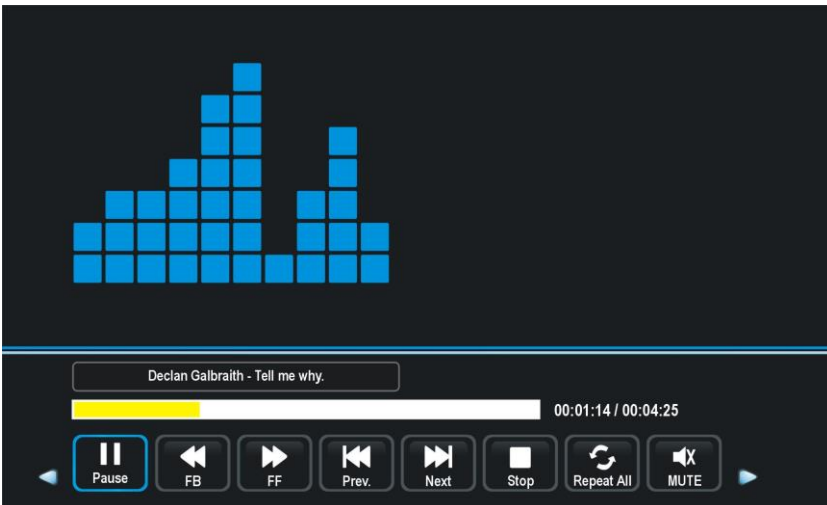 Declan Galbraith - Tell me why.
00:01:14 / 00:04:25
Pause
FB
FF
Prev.
Next
Stop
Repeat All
MUTE